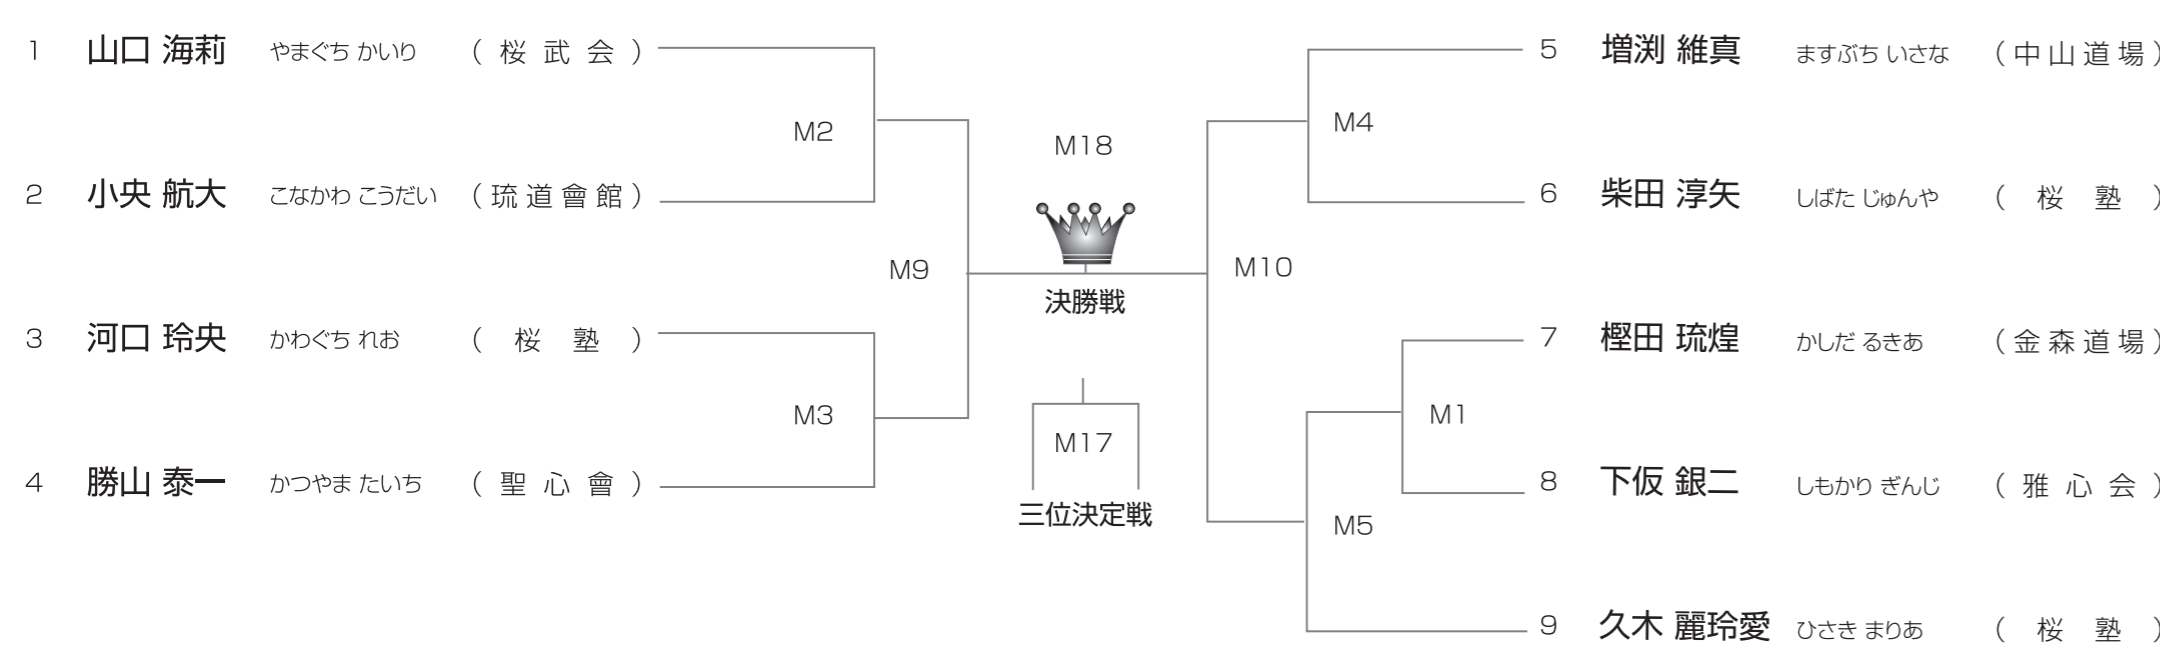 1 山口 海莉 やまぐち かいり (桜武会)
2 小央 航大 こなかわ こうだい (琉道會館)
3 河口 玲央 かわぐち れお (桜塾)
4 勝山 泰一 かつやま たいち (聖心會)
M2
M3
M9
M18
決勝戦
M17
三位決定戦
M10
M4
M1
M5
5 増渕 維真 ますぶち いさな (中山道場)
6 柴田 淳矢 しばた じゅんや (桜塾)
7 樫田 琉煌 かしだ るきあ (金森道場)
8 下仮 銀二 しもかり ぎんじ (雅心会)
9 久木 麗玲愛 ひさき まりあ (桜塾)